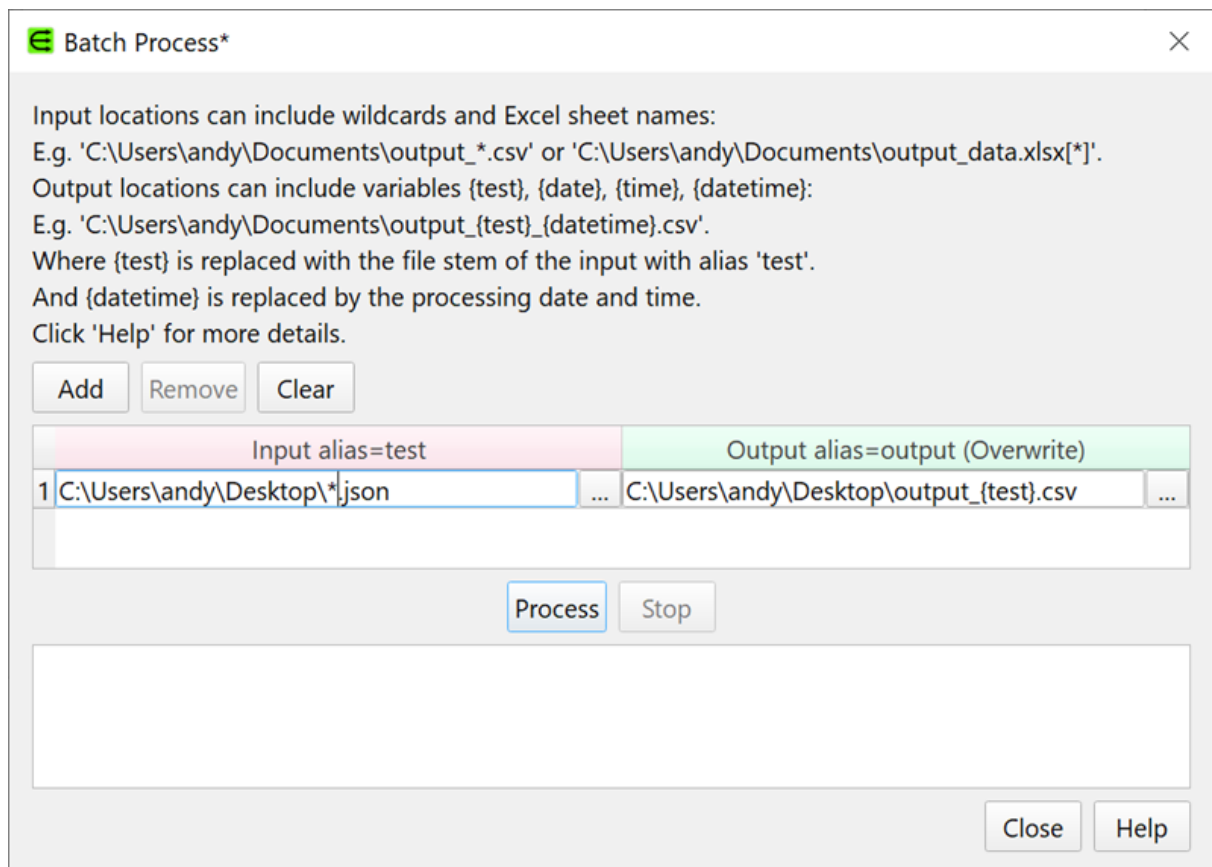 Batch Process*
Input locations can include wildcards and Excel sheet names:
E.g. 'C:\Users\andy\Documents\output_*.csv' or 'C:\Users\andy\Documents\output_data.xlsx[*]'.
Output locations can include variables {test}, {date}, {time}, {datetime}:
E.g. 'C:\Users\andy\Documents\output_{test}_{datetime}.csv'.
Where {test} is replaced with the file stem of the input with alias 'test'.
And {datetime} is replaced by the processing date and time.
Click 'Help' for more details.
Add Remove Clear
Input alias=test Output alias=output (Overwrite)
1 C:\Users\andy\Desktop\*.json ... C:\Users\andy\Desktop\output_{test}.csv ...
Process Stop
Close Help